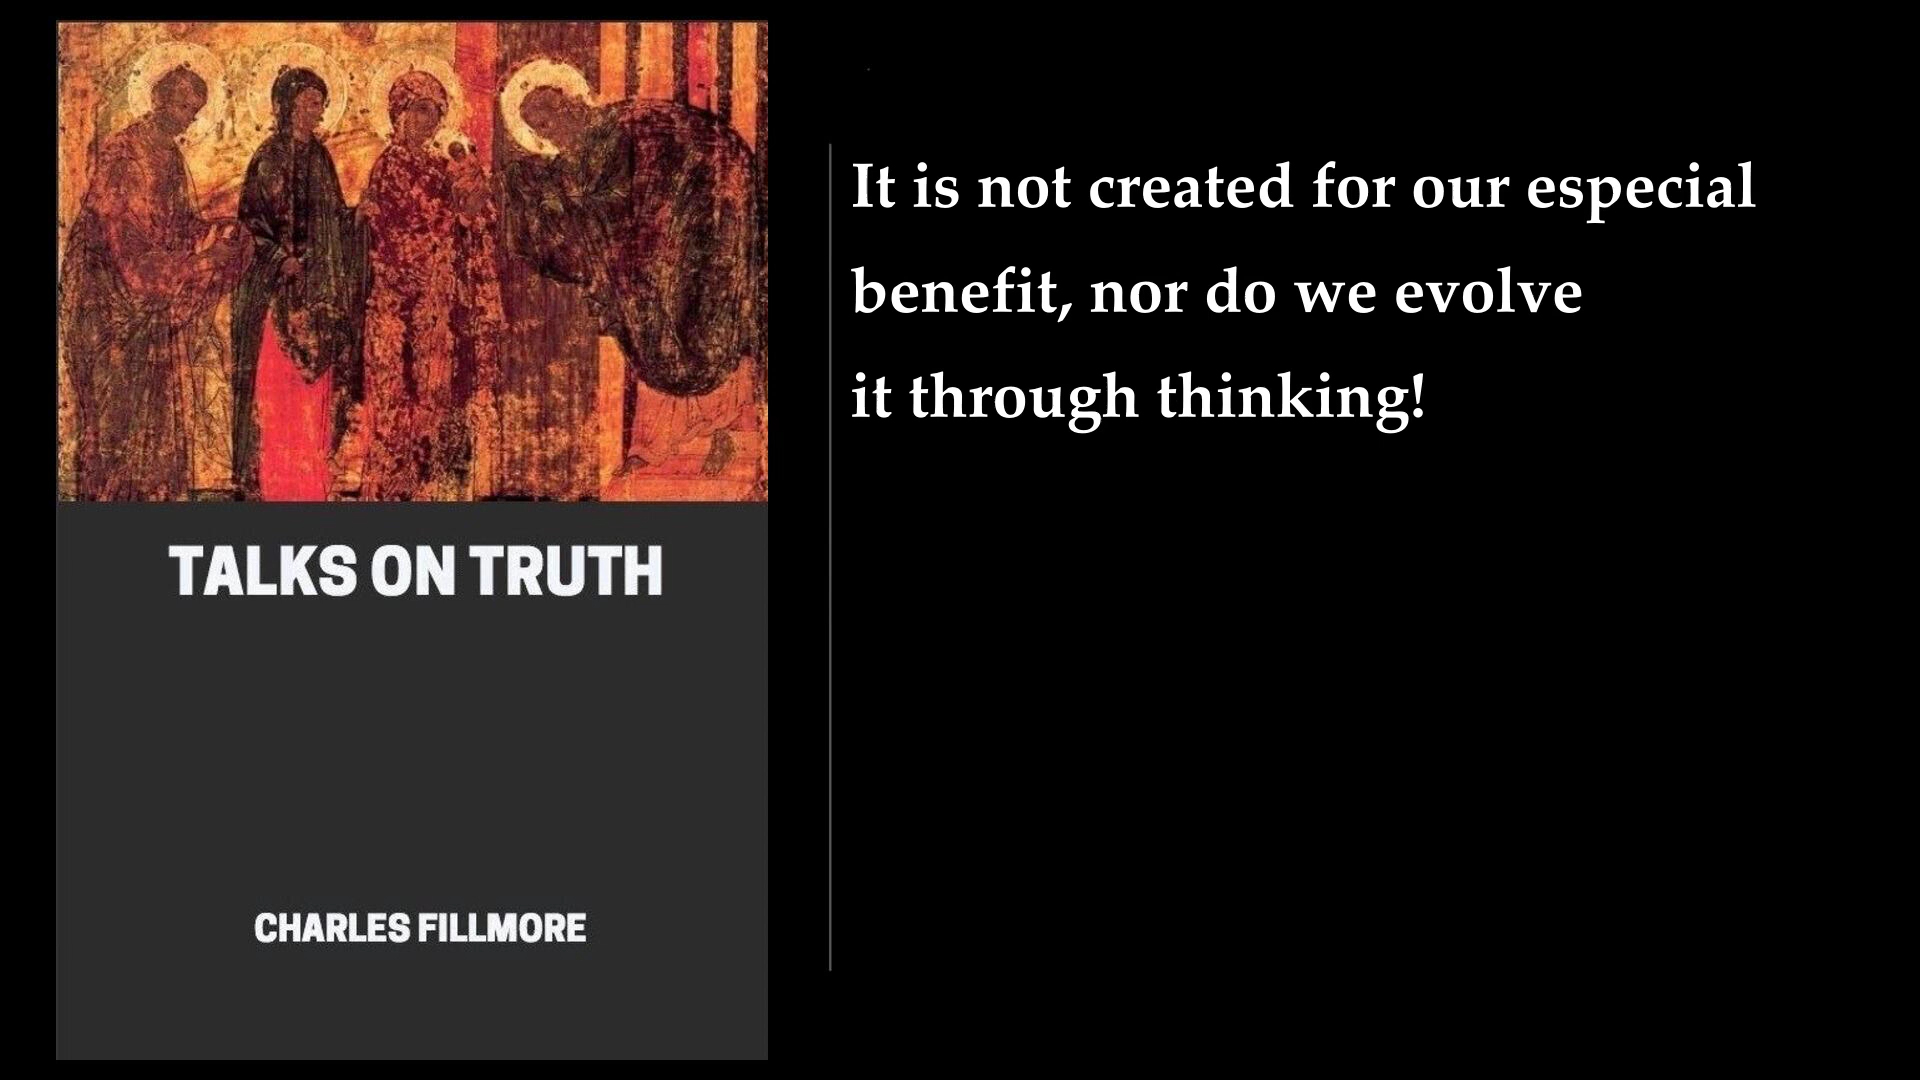 TALKS ON TRUTH
CHARLES FILLMORE
It is not created for our especial
benefit, nor do we evolve
it through thinking!